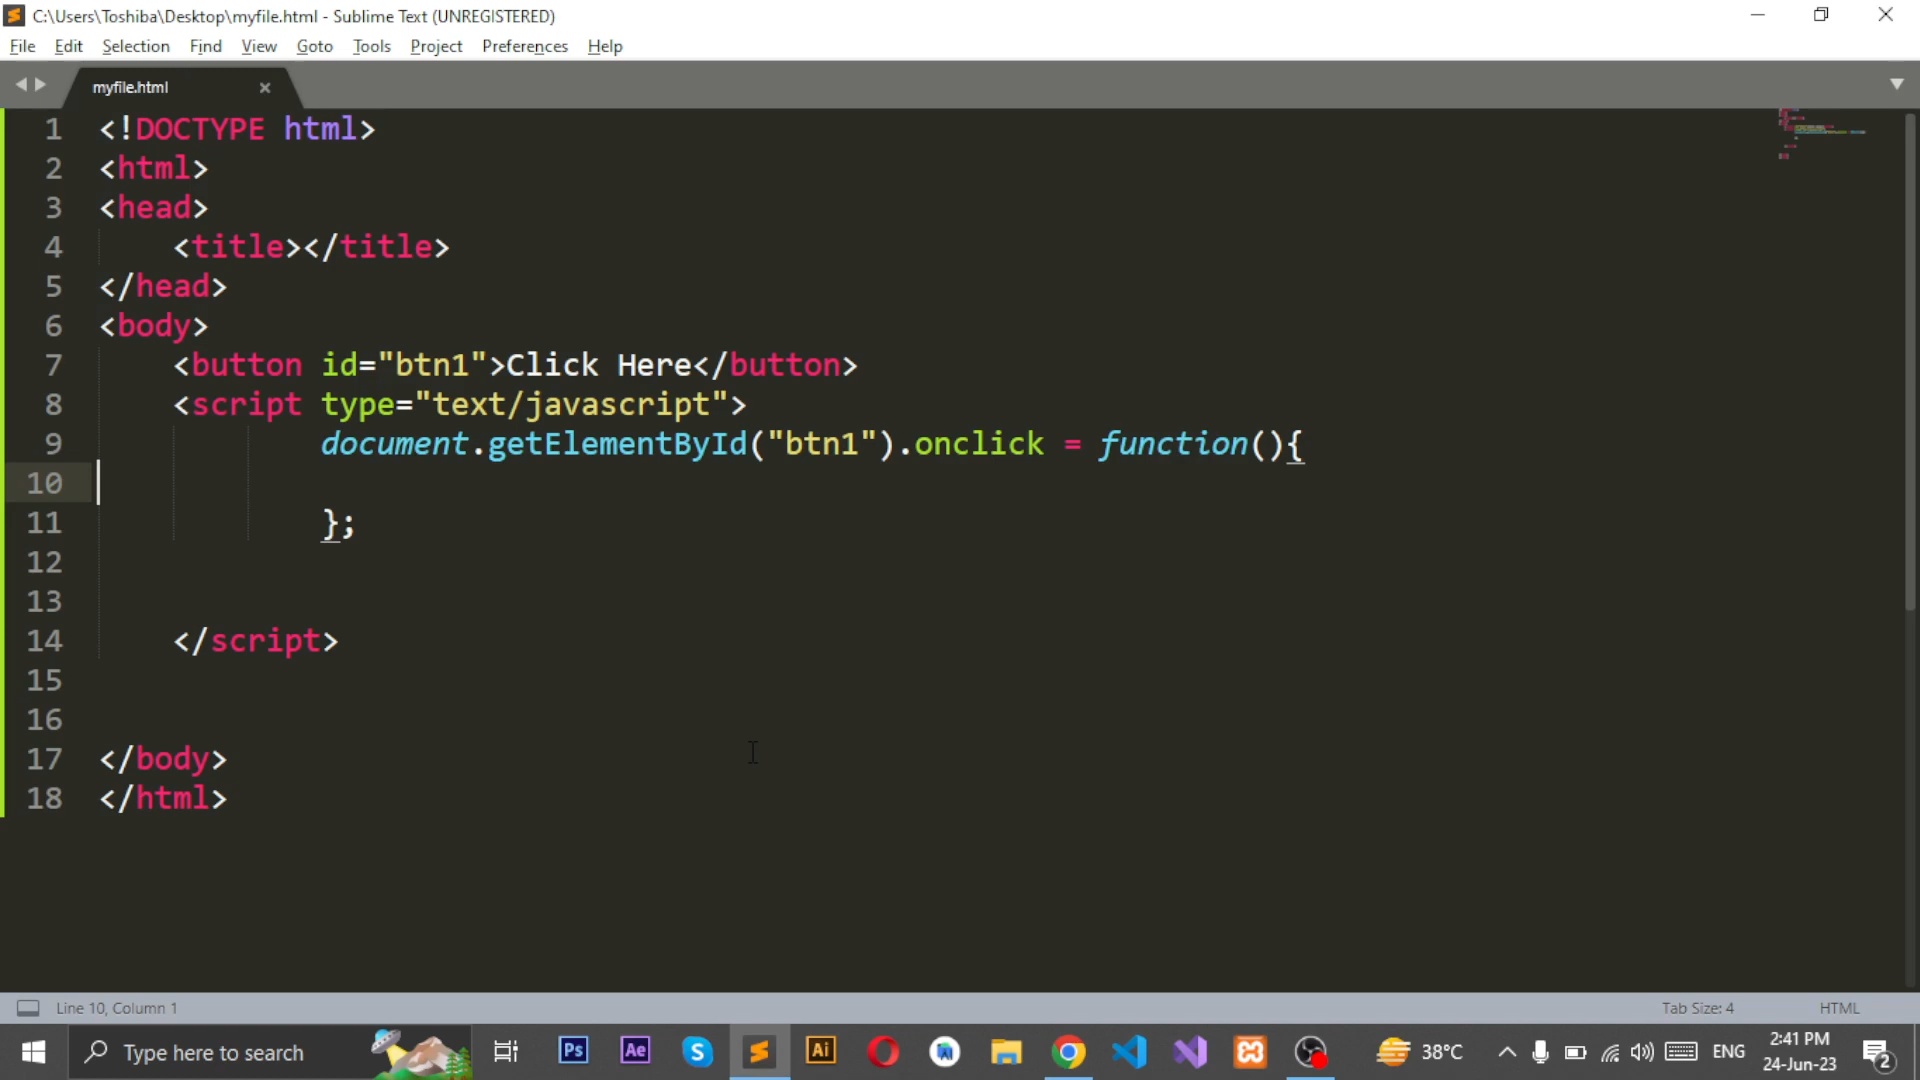 C:\Users\Toshiba\Desktop\myfile.html - Sublime Text (UNREGISTERED)
File Edit Selection Find View Goto Tools Project Preferences Help
myfile.html
1 <!DOCTYPE html>
2 <html>
3 <head>
4 <title></title>
5 </head>
6 <body>
7 <button id="btn1">Click Here</button>
8 <script type="text/javascript">
9 document.getElementById("btn1").onclick = function(){
10
11 };
12
13
14 </script>
15
16
17 </body>
18 </html>
Line 10, Column 1 Tab Size: 4 HTML
Type here to search Ps Ae S Ai 38°C ENG 2:41 PM
24-Jun-23 2